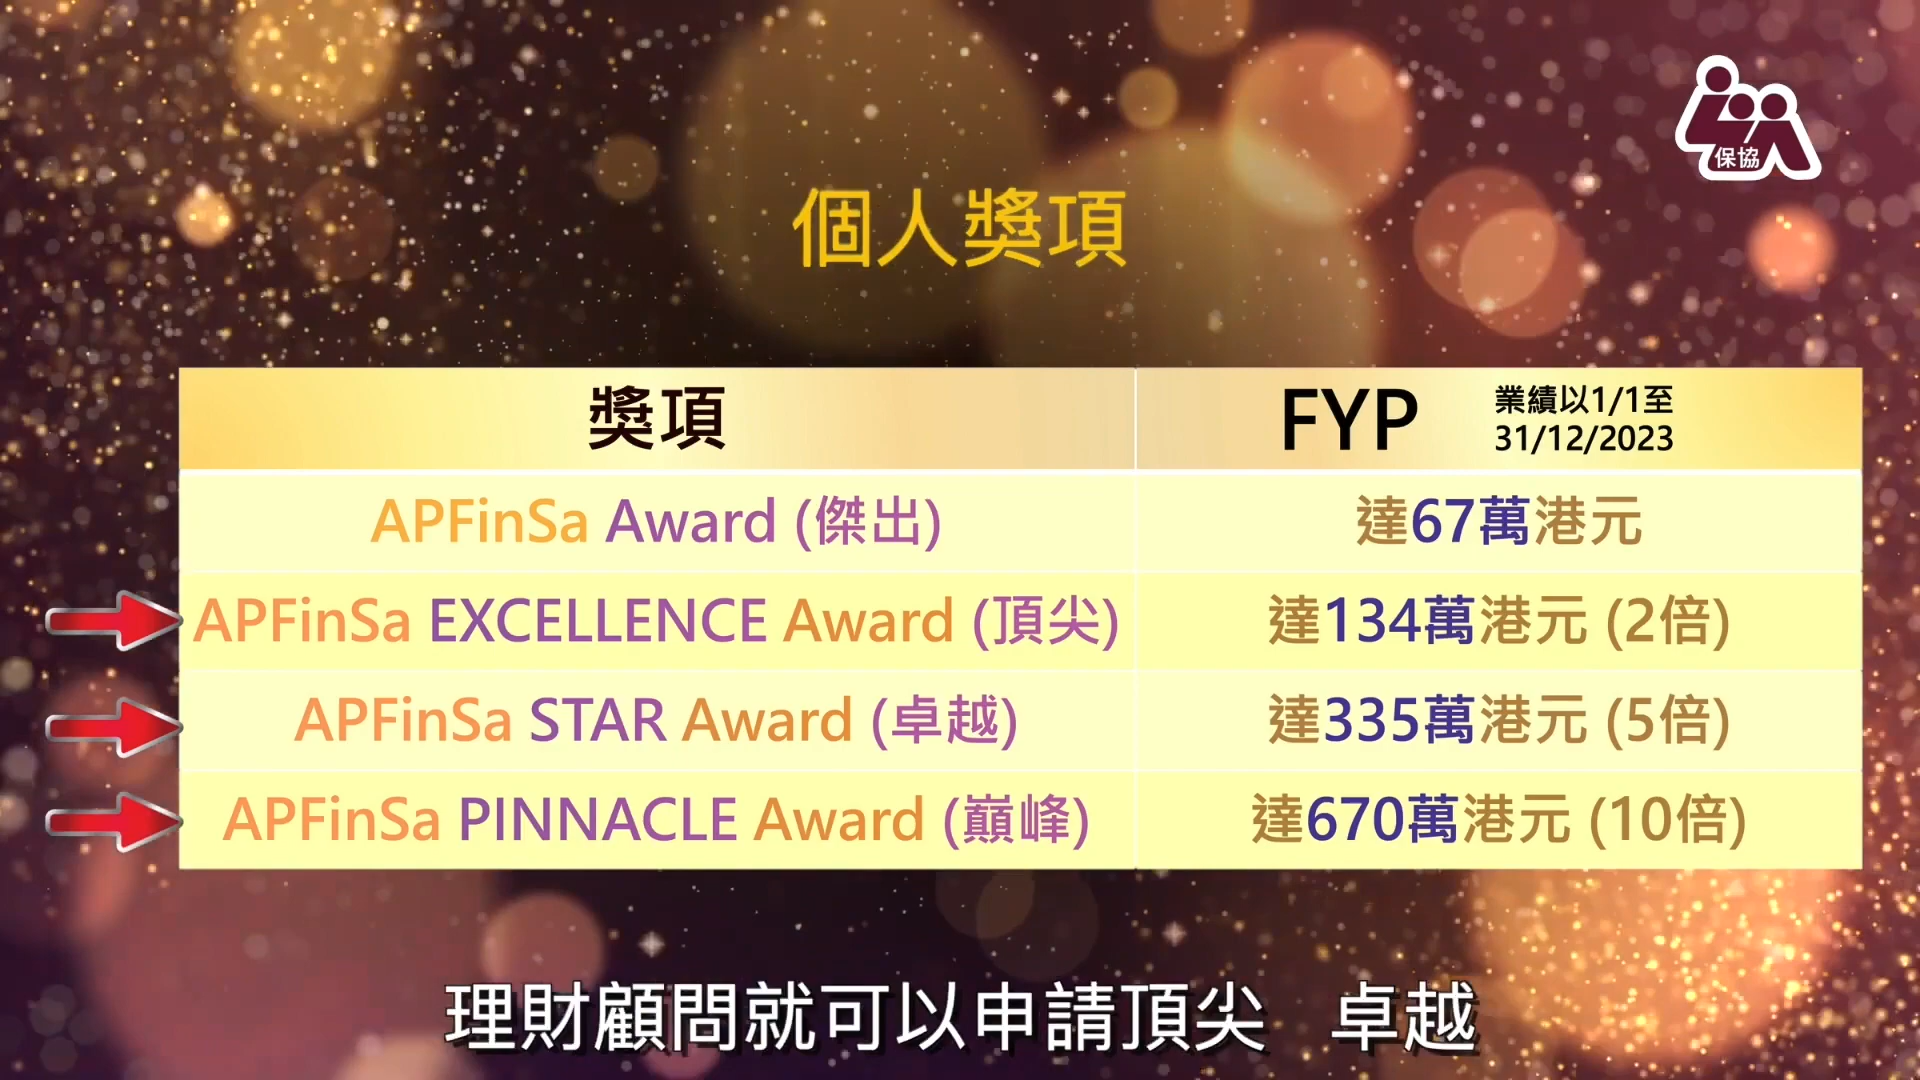 保協
個人獎項
獎項
FYP
業績以1/1至
31/12/2023
APFinSa Award (傑出)
達67萬港元
APFinSa EXCELLENCE Award (頂尖)
達134萬港元 (2倍)
APFinSa STAR Award (卓越)
達335萬港元 (5倍)
APFinSa PINNACLE Award (巔峰)
達670萬港元 (10倍)
理財顧問就可以申請頂尖 卓越